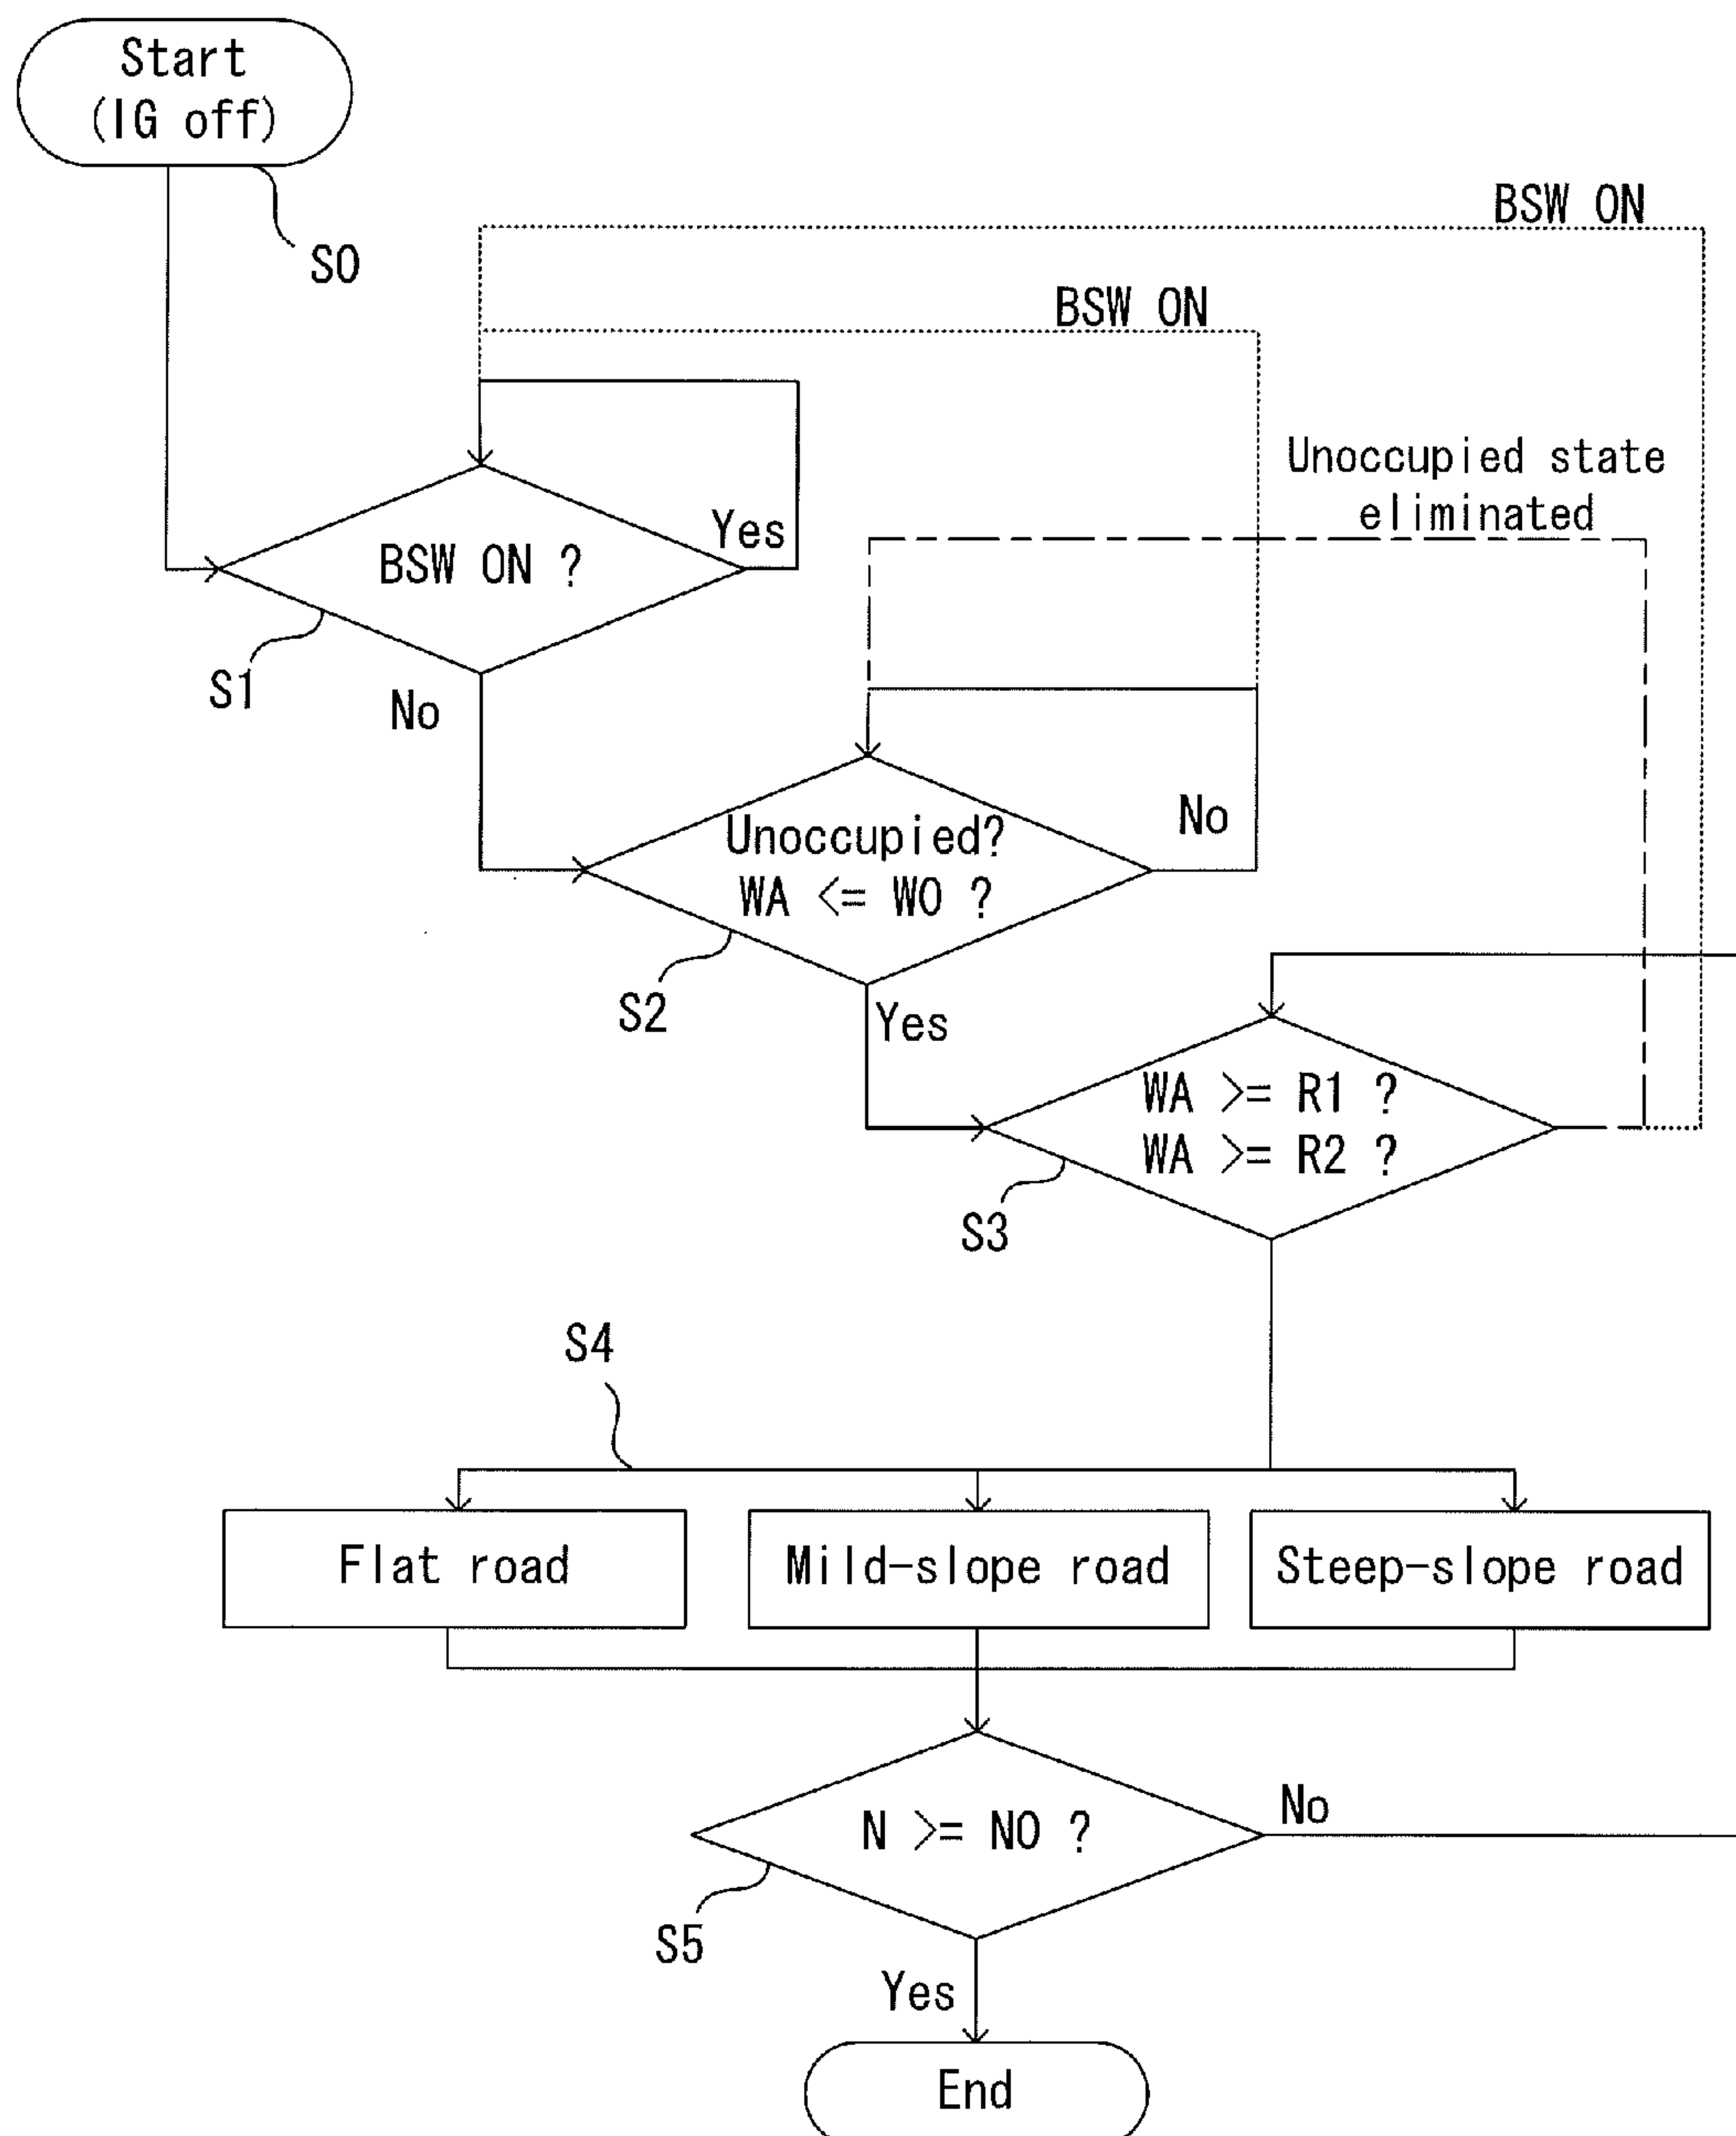 Start
(IG off)
S0
BSW ON
BSW ON
Unoccupied state
eliminated
BSW ON ?
Yes
S1
No
Unoccupied?
WA <= W0 ?
No
S2
Yes
WA >= R1 ?
WA >= R2 ?
S3
S4
Flat road
Mild-slope road
Steep-slope road
N >= N0 ?
No
S5
Yes
End